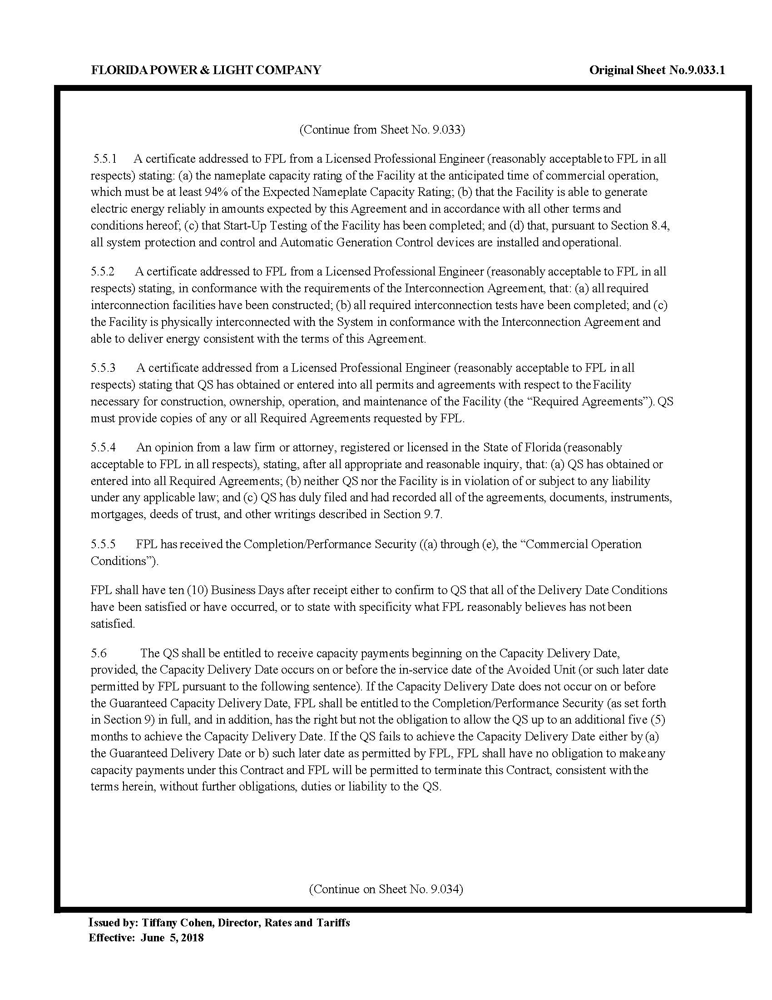 FLORIDA POWER & LIGHT COMPANY Original Sheet No.9.033.1
(Continue from Sheet No. 9.033)
5.5.1 A certificate addressed to FPL from a Licensed Professional Engineer (reasonably acceptable to FPL in all
respects) stating: (a) the nameplate capacity rating of the Facility at the anticipated time of commercial operation,
which must be at least 94% of the Expected Nameplate Capacity Rating; (b) that the Facility is able to generate
electric energy reliably in amounts expected by this Agreement and in accordance with all other terms and
conditions hereof; (c) that Start-Up Testing of the Facility has been completed; and (d) that, pursuant to Section 8.4,
all system protection and control and Automatic Generation Control devices are installed and operational.
5.5.2 A certificate addressed to FPL from a Licensed Professional Engineer (reasonably acceptable to FPL in all
respects) stating, in conformance with the requirements of the Interconnection Agreement, that: (a) all required
interconnection facilities have been constructed; (b) all required interconnection tests have been completed; and (c)
the Facility is physically interconnected with the System in conformance with the Interconnection Agreement and
able to deliver energy consistent with the terms of this Agreement.
5.5.3 A certificate addressed from a Licensed Professional Engineer (reasonably acceptable to FPL in all
respects) stating that QS has obtained or entered into all permits and agreements with respect to the Facility
necessary for construction, ownership, operation, and maintenance of the Facility (the “Required Agreements”). QS
must provide copies of any or all Required Agreements requested by FPL.
5.5.4 An opinion from a law firm or attorney, registered or licensed in the State of Florida (reasonably
acceptable to FPL in all respects), stating, after all appropriate and reasonable inquiry, that: (a) QS has obtained or
entered into all Required Agreements; (b) neither QS nor the Facility is in violation of or subject to any liability
under any applicable law; and (c) QS has duly filed and had recorded all of the agreements, documents, instruments,
mortgages, deeds of trust, and other writings described in Section 9.7.
5.5.5 FPL has received the Completion/Performance Security ((a) through (e), the “Commercial Operation
Conditions”).
FPL shall have ten (10) Business Days after receipt either to confirm to QS that all of the Delivery Date Conditions
have been satisfied or have occurred, or to state with specificity what FPL reasonably believes has not been
satisfied.
5.6 The QS shall be entitled to receive capacity payments beginning on the Capacity Delivery Date,
provided, the Capacity Delivery Date occurs on or before the in-service date of the Avoided Unit (or such later date
permitted by FPL pursuant to the following sentence). If the Capacity Delivery Date does not occur on or before
the Guaranteed Capacity Delivery Date, FPL shall be entitled to the Completion/Performance Security (as set forth
in Section 9) in full, and in addition, has the right but not the obligation to allow the QS up to an additional five (5)
months to achieve the Capacity Delivery Date. If the QS fails to achieve the Capacity Delivery Date either by (a)
the Guaranteed Delivery Date or b) such later date as permitted by FPL, FPL shall have no obligation to make any
capacity payments under this Contract and FPL will be permitted to terminate this Contract, consistent with the
terms herein, without further obligations, duties or liability to the QS.
(Continue on Sheet No. 9.034)
Issued by: Tiffany Cohen, Director, Rates and Tariffs
Effective: June 5, 2018